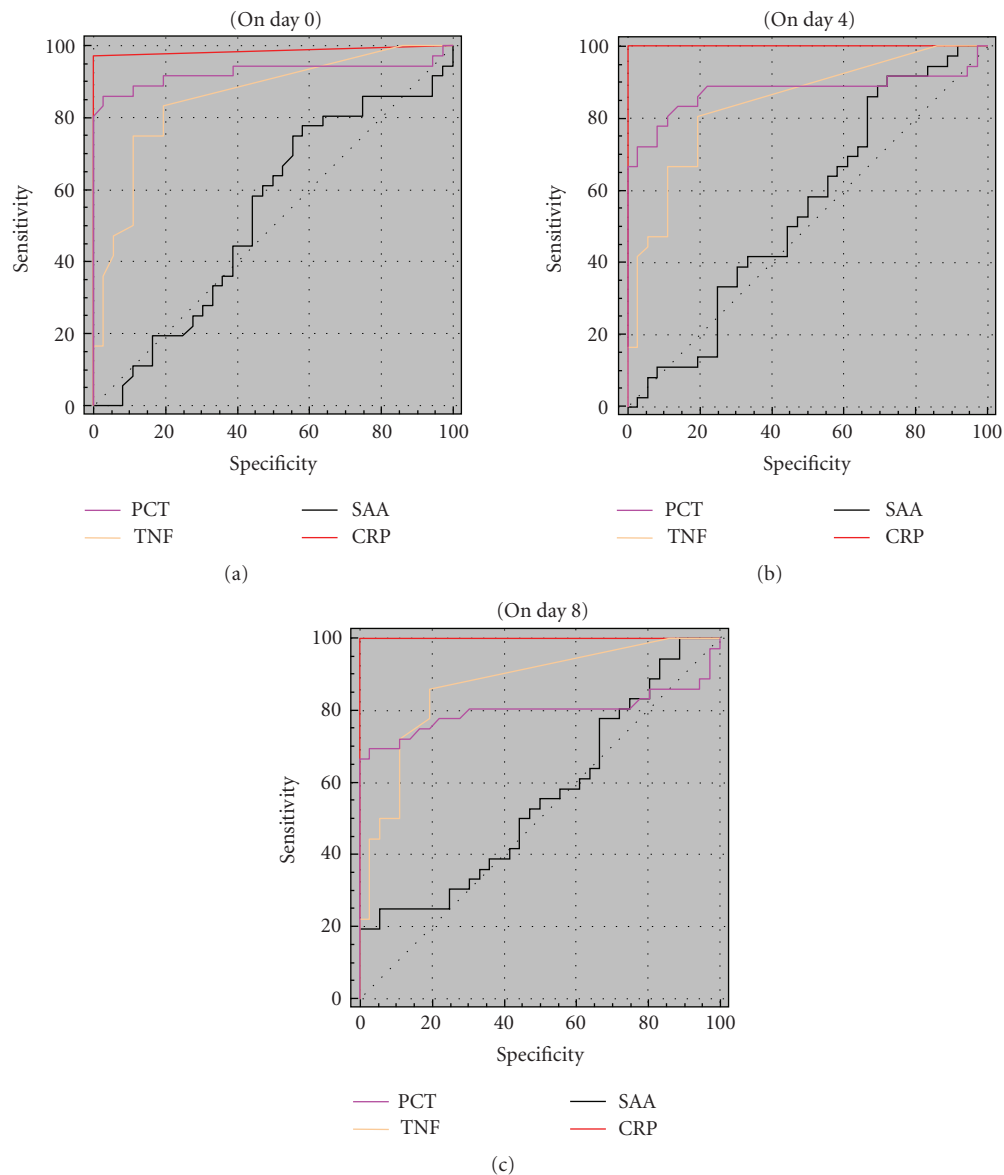 (On day 0)
100
80
60
40
20
0
Sensitivity
0 20 40 60 80 100
Specificity
PCT SAA
TNF CRP
(a)
(On day 4)
100
80
60
40
20
0
Sensitivity
0 20 40 60 80 100
Specificity
PCT SAA
TNF CRP
(b)
(On day 8)
100
80
60
40
20
0
Sensitivity
0 20 40 60 80 100
Specificity
PCT SAA
TNF CRP
(c)